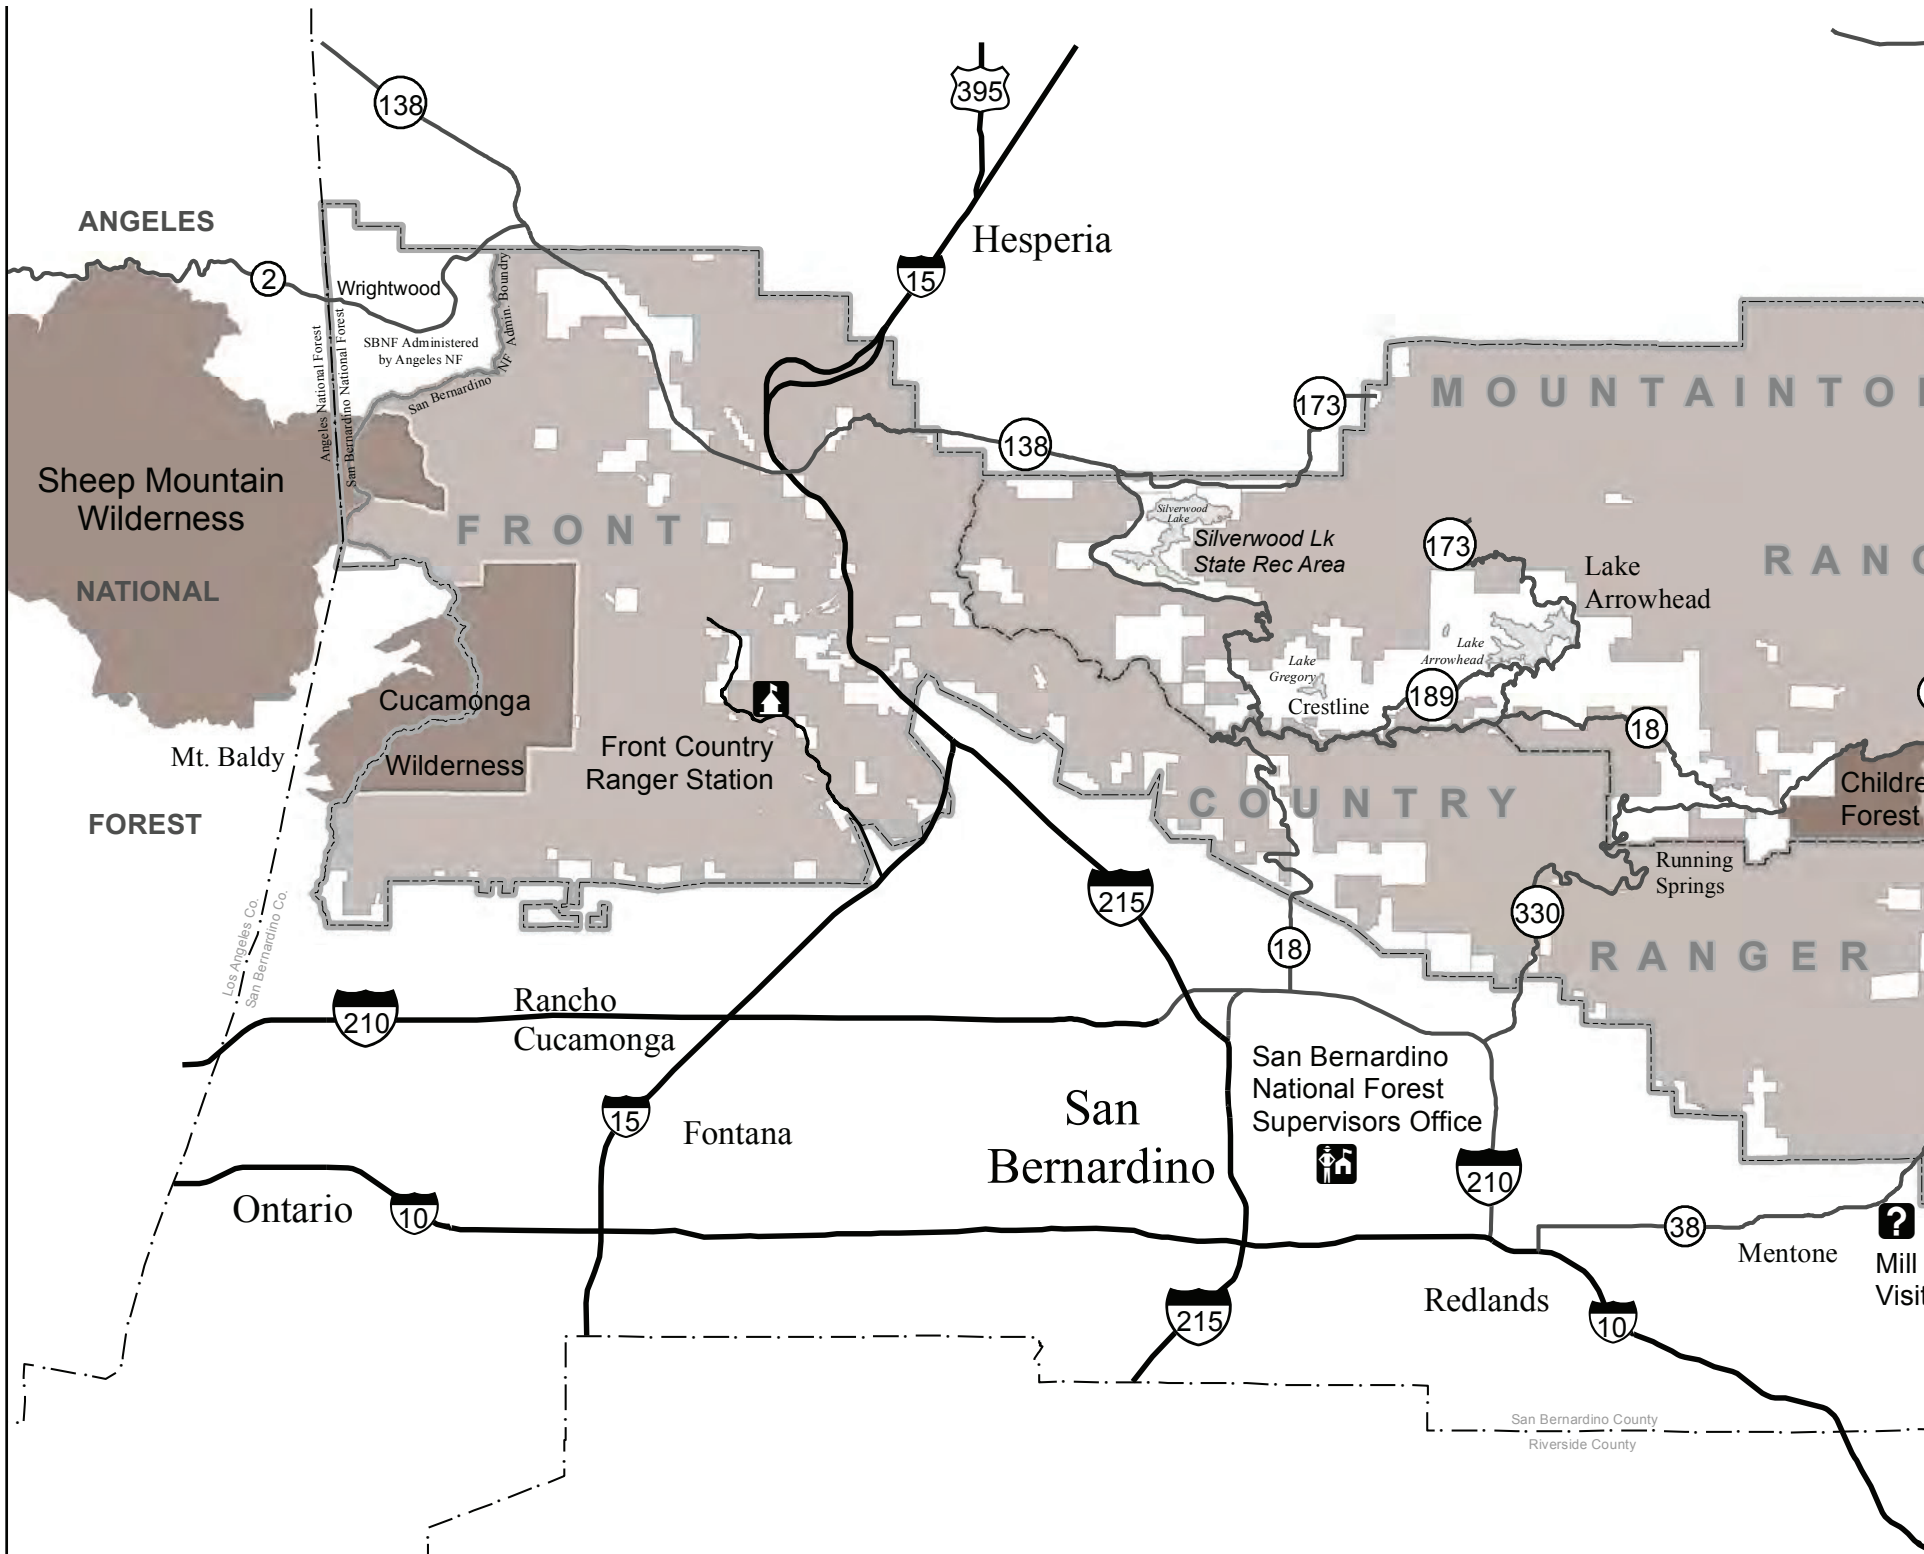 138
395
ANGELES
Hesperia
2
Wrightwood
15
SBNF Administered
by Angeles NF
San Bernardino NF Admin. Boundry
Angeles National Forest
San Bernardino National Forest
MOUNTAINTO
173
138
Sheep Mountain
Wilderness
FRONT
Silverwood
Lake
Silverwood Lk
State Rec Area
173
RANG
Lake
Arrowhead
NATIONAL
Lake
Arrowhead
Lake
Gregory
189
Crestline
18
Cucamonga
Wilderness
Mt. Baldy
Front Country
Ranger Station
Childre
Forest
COUNTRY
FOREST
Running
Springs
215
330
18
RANGER
Los Angeles Co.
San Bernardino Co.
210
Rancho
Cucamonga
San Bernardino
National Forest
Supervisors Office
15
Fontana
San
Bernardino
210
Ontario
10
38
?
Mentone
Mill
Visit
Redlands
215
10
San Bernardino County
Riverside County